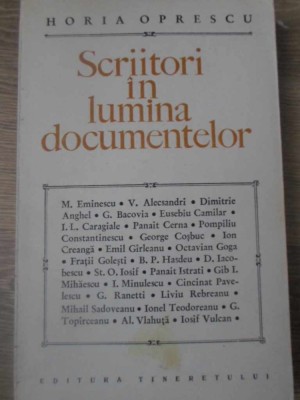 HORIA OPRESCU
Scriitori
în
lumina
documentelor
M. Eminescu • V. Alecsandri • Dimitrie
Anghel • G. Bacovia • Eusebiu Camilar •
I. L. Caragiale • Panait Cerna • Pompiliu
Constantinescu • George Coșbuc • Ion
Creangă • Emil Gîrleanu • Octavian Goga
• Frații Golești • B. P. Hasdeu • D. Iaco-
bescu • St. O. Iosif • Panait Istrati • Gib I.
Mihăescu • I. Minulescu • Cincinat Pave-
lescu • G. Ranetti • Liviu Rebreanu •
Mihail Sadoveanu • Ionel Teodoreanu • G.
Topîrceanu • Al. Vlahuță • Iosif Vulcan •
EDITURA TINERETULUI